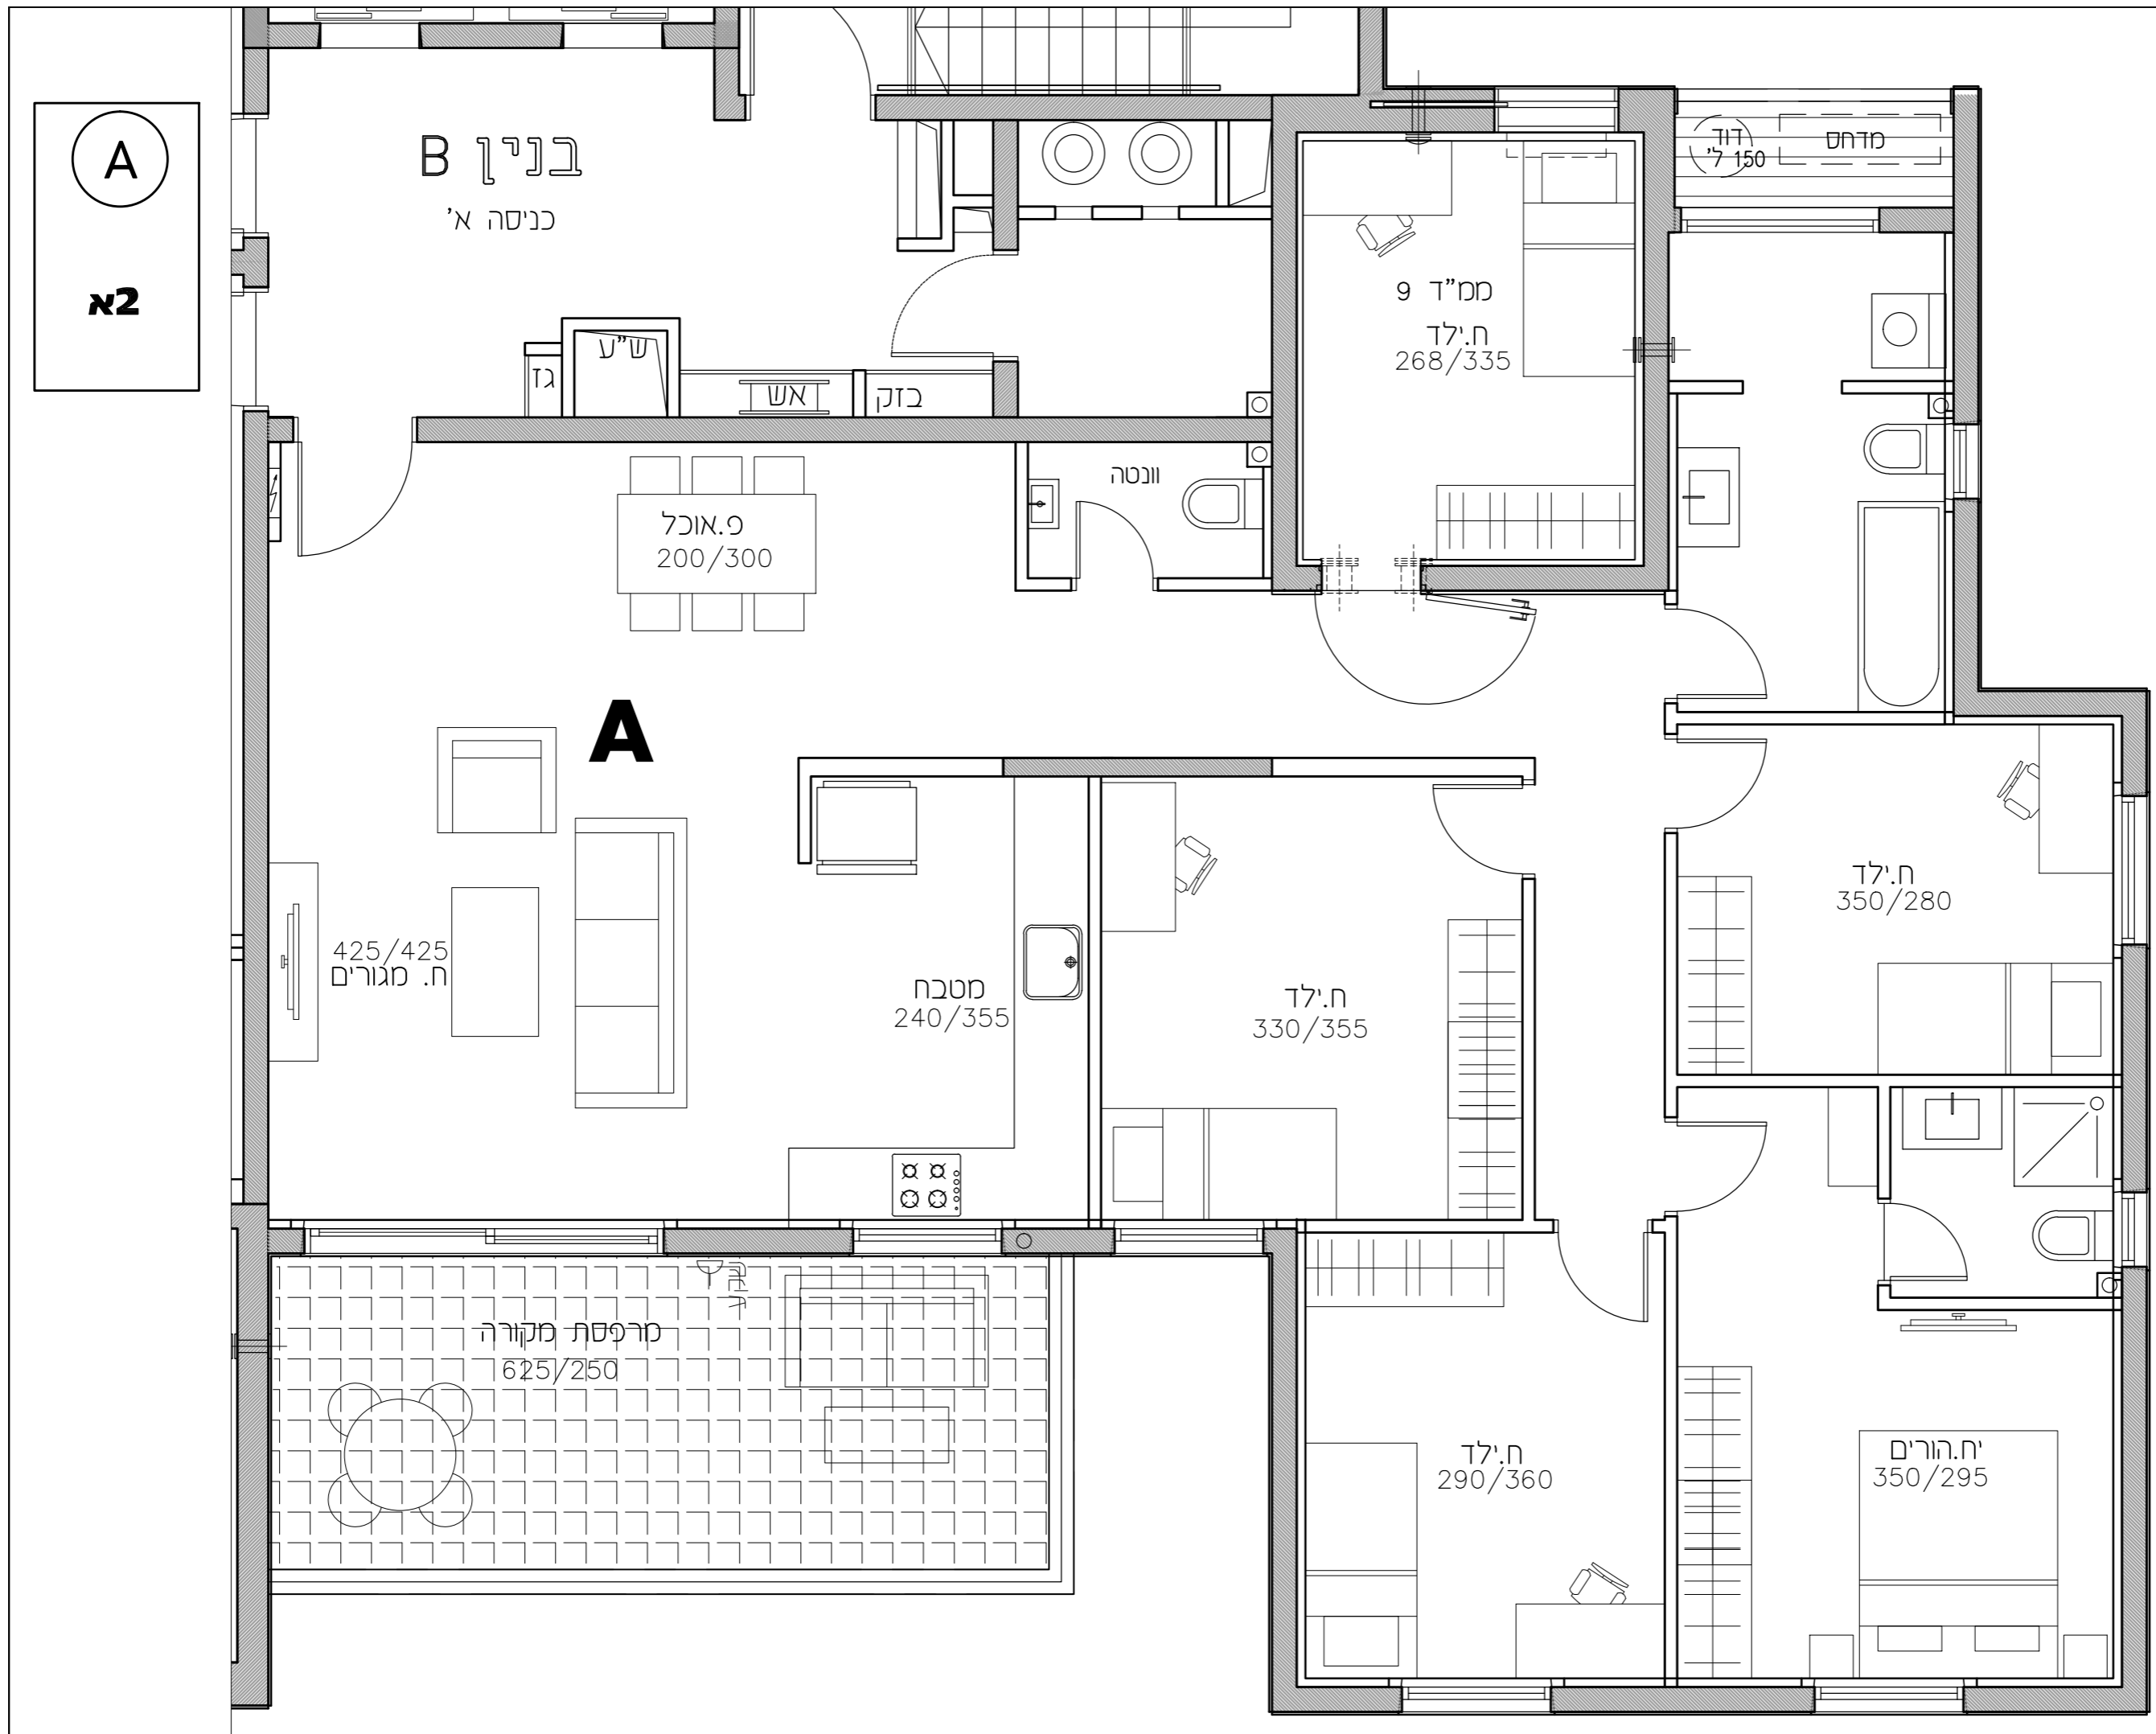 A
2א
בנין B
כניסה א'
דוד
150 ל'
מדחס
ממ"ד 9
ח.ילד
268/335
ש"ע
גז
אש
בזק
וונטה
פ.אוכל
200/300
A
425/425
ח. מגורים
מטבח
240/355
ח.ילד
330/355
ח.ילד
350/280
מרפסת מקורה
625/250
ח.ילד
290/360
יח.הורים
350/295